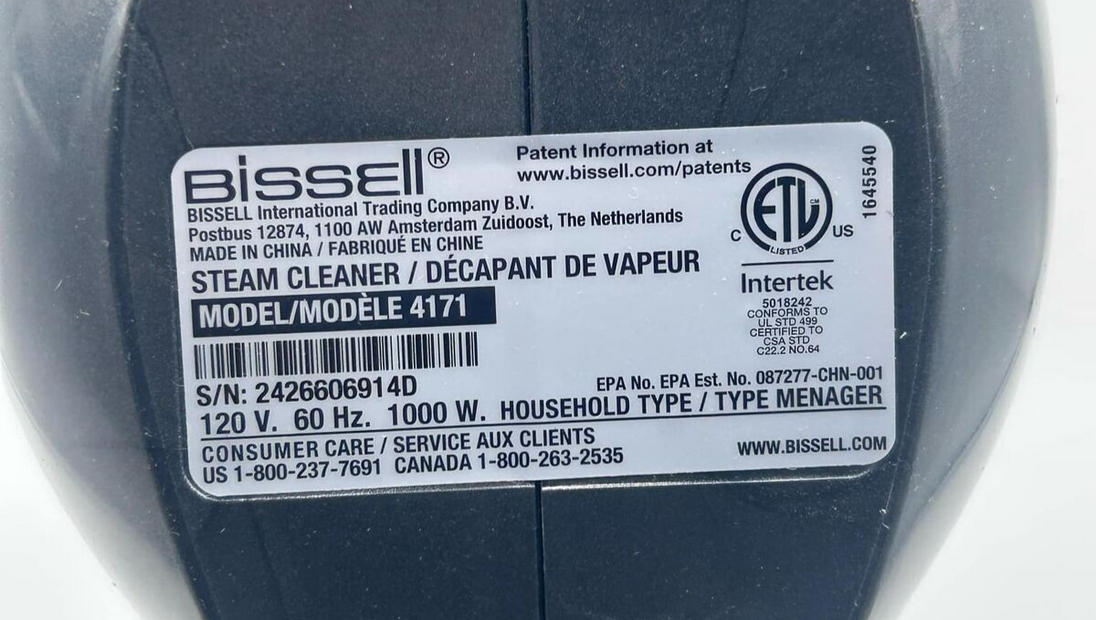 BISSELL®
Patent Information at
www.bissell.com/patents
BISSELL International Trading Company B.V.
Postbus 12874, 1100 AW Amsterdam Zuidoost, The Netherlands
MADE IN CHINA / FABRIQUÉ EN CHINE
STEAM CLEANER / DÉCAPANT DE VAPEUR
MODEL/MODÈLE 4171
S/N: 2426606914D
EPA No. EPA Est. No. 087277-CHN-001
120 V. 60 Hz. 1000 W. HOUSEHOLD TYPE / TYPE MENAGER
CONSUMER CARE / SERVICE AUX CLIENTS
US 1-800-237-7691 CANADA 1-800-263-2535
WWW.BISSELL.COM
ETL CM
C LISTED US
Intertek
5018242
CONFORMS TO
UL STD 499
CERTIFIED TO
CSA STD
C22.2 NO.64
1645540